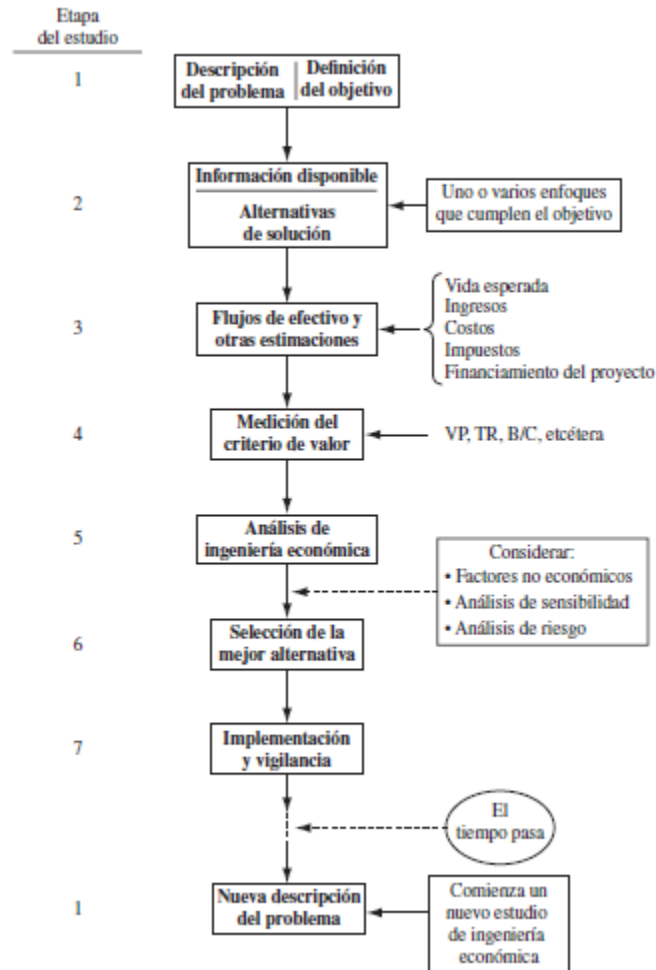 Etapa
del estudio
1
Descripción
del problema
Definición
del objetivo
2
Información disponible
Alternativas
de solución
Uno o varios enfoques
que cumplen el objetivo
3
Flujos de efectivo y
otras estimaciones
Vida esperada
Ingresos
Costos
Impuestos
Financiamiento del proyecto
4
Medición del
criterio de valor
VP, TR, B/C, etcétera
5
Análisis de
ingeniería económica
Considerar:
• Factores no económicos
• Análisis de sensibilidad
• Análisis de riesgo
6
Selección de la
mejor alternativa
7
Implementación
y vigilancia
El
tiempo pasa
1
Nueva descripción
del problema
Comienza un
nuevo estudio
de ingeniería
económica